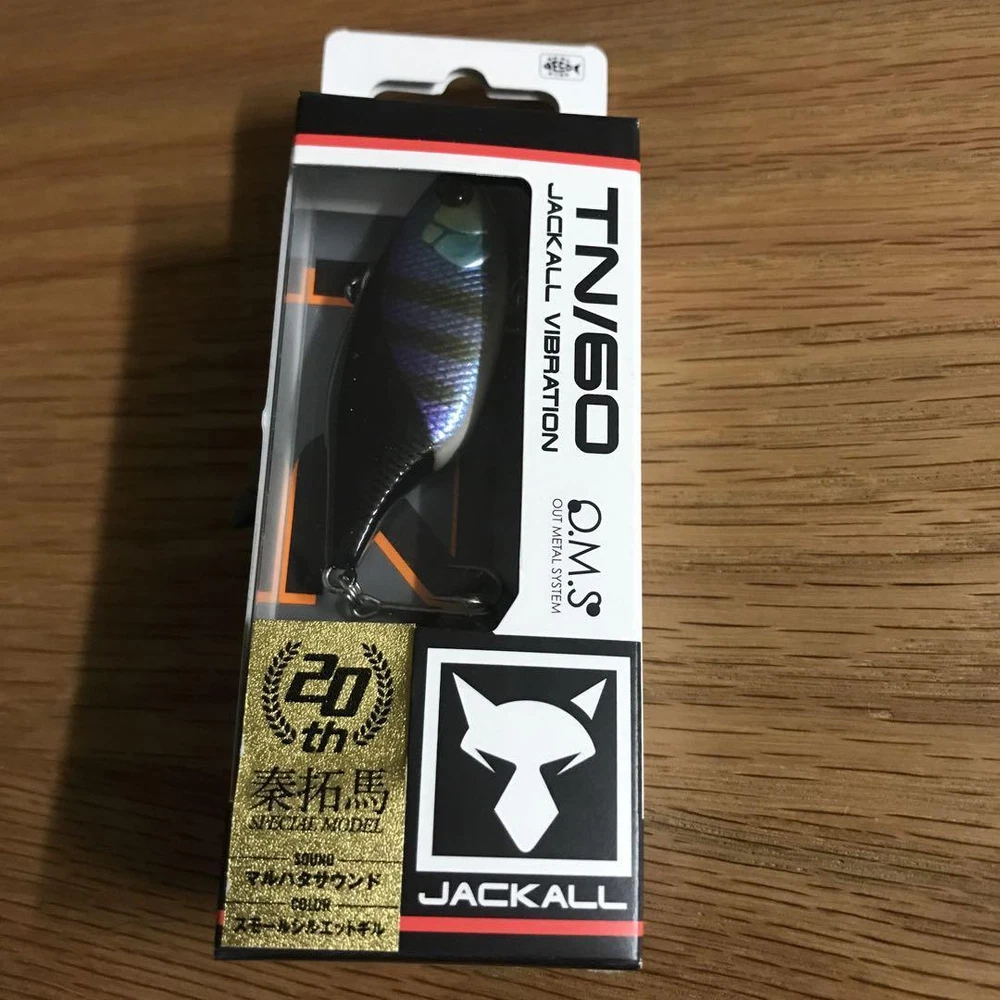 TN/60
JACKALL VIBRATION
O.M.S
OUT METAL SYSTEM
20th
秦拓馬
SPECIAL MODEL
SOUND
マルハタサウンド
COLOR
スモールシルエットギル
JACKALL